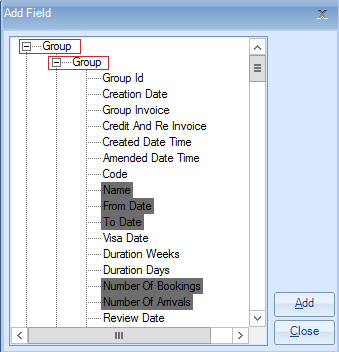 Add Field
Group
Group
Group Id
Creation Date
Group Invoice
Credit And Re Invoice
Created Date Time
Amended Date Time
Code
Name
From Date
To Date
Visa Date
Duration Weeks
Duration Days
Number Of Bookings
Number Of Arrivals
Review Date
Add
Close